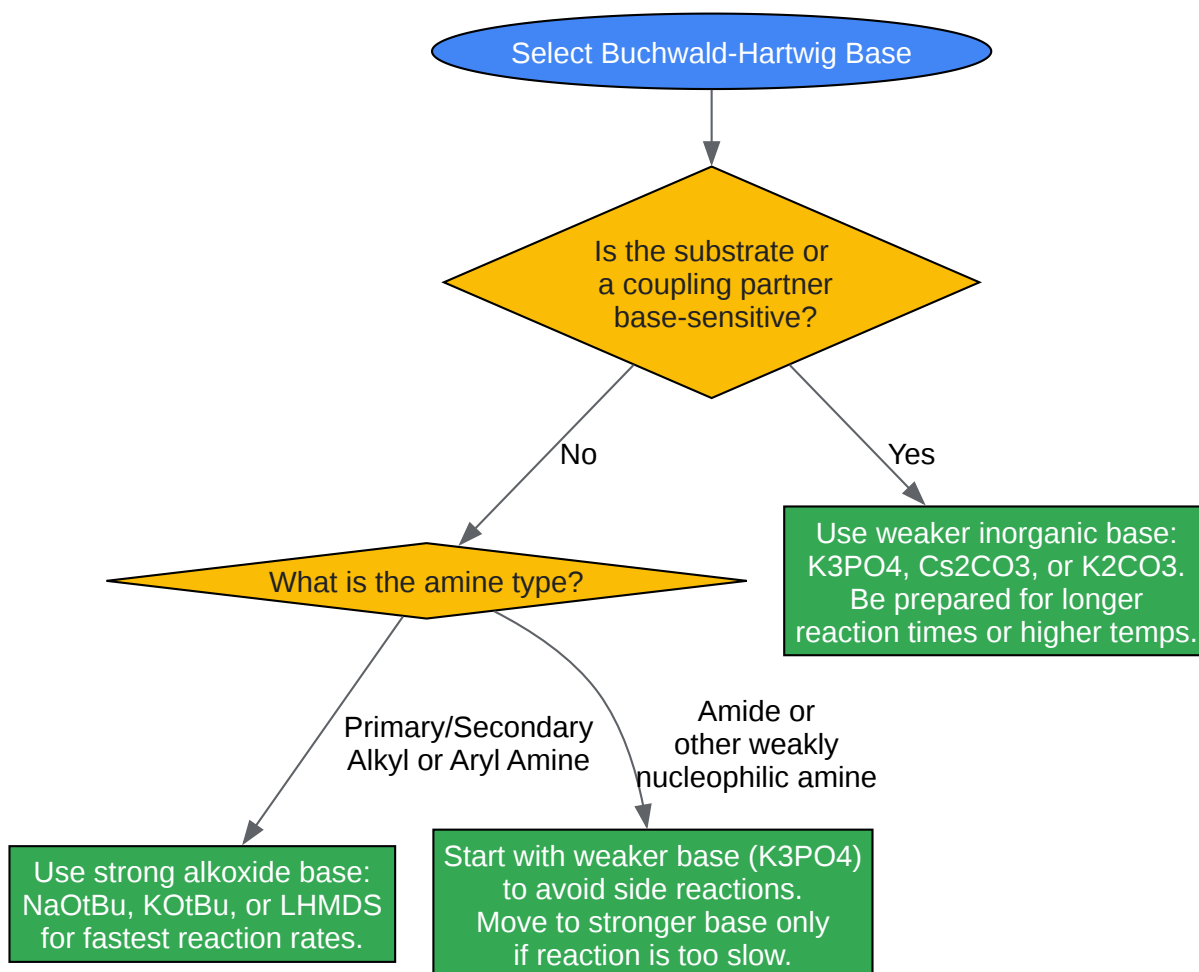 Select Buchwald-Hartwig Base
Is the substrate or
a coupling partner
base-sensitive?
No
Yes
Use weaker inorganic base:
K3PO4, Cs2CO3, or K2CO3.
Be prepared for longer
reaction times or higher temps.
What is the amine type?
Primary/Secondary
Alkyl or Aryl Amine
Amide or
other weakly
nucleophilic amine
Use strong alkoxide base:
NaOtBu, KOtBu, or LHMDS
for fastest reaction rates.
Start with weaker base (K3PO4)
to avoid side reactions.
Move to stronger base only
if reaction is too slow.